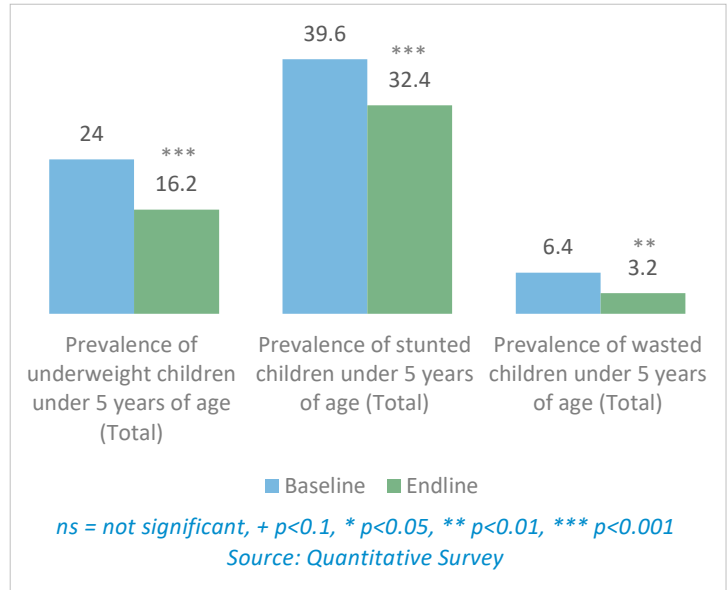 39.6
***
32.4
24
***
16.2
6.4
**
3.2
Prevalence of
underweight children
under 5 years of age
(Total)
Prevalence of stunted
children under 5 years
of age (Total)
Prevalence of wasted
children under 5 years
of age (Total)
Baseline
Endline
ns = not significant, + p<0.1, * p<0.05, ** p<0.01, *** p<0.001
Source: Quantitative Survey